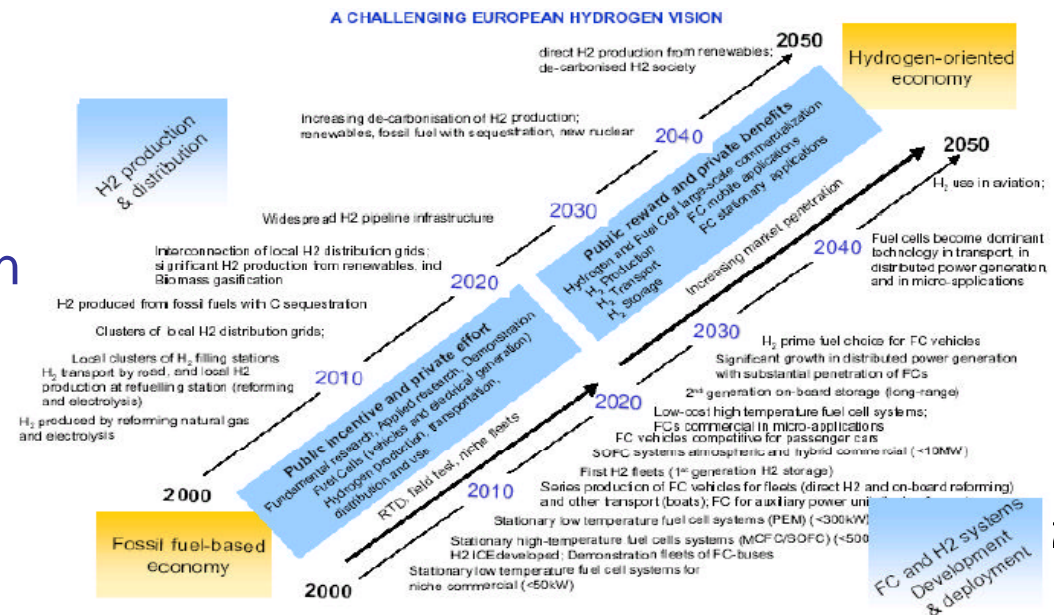 A CHALLENGING EUROPEAN HYDROGEN VISION
2050
direct H2 production from renewables;
de-carbonised H2 society
Hydrogen-oriented
economy
H2 production
& distribution
Increasing de-carbonisation of H2 production;
renewables, fossil fuel with sequestration, new nuclear
2040
Public reward and private benefits
Hydrogen and Fuel Cell large-scale commercialization
H2 Production
H2 Transport
H2 Storage
FC mobile applications
FC stationary applications
2050
H2 use in aviation;
Widespread H2 pipeline infrastructure
2030
Increasing market penetration
2040
Fuel cells become dominant
technology in transport, in
distributed power generation,
and in micro-applications
Interconnection of local H2 distribution grids;
significant H2 production from renewables, incl
Biomass gasification
2020
n
H2 produced from fossil fuels with C sequestration
Clusters of local H2 distribution grids;
2030
H2 prime fuel choice for FC vehicles
Significant growth in distributed power generation
with substantial penetration of FCs
2nd generation on-board storage (long-range)
Local clusters of H2 filling stations
H2 transport by road, and local H2
production at refuelling station (reforming
and electrolysis)
2010
Public incentive and private effort
Fundamental research, Applied research, Demonstration
Fuel Cells (vehicles and electrical generation)
Hydrogen production, transportation,
distribution and use
2020
Low-cost high temperature fuel cell systems;
FCs commercial in micro-applications
FC vehicles competitive for passenger cars
SOFC systems atmospheric and hybrid commercial (<10MW)
H2 produced by reforming natural gas
and electrolysis
RTD, field test, niche fleets
2010
First H2 fleets (1st generation H2 storage)
Series production of FC vehicles for fleets (direct H2 and on-board reforming)
and other transport (boats); FC for auxiliary power
2000
Stationary low temperature fuel cell systems (PEM) (<300kW)
Stationary high-temperature fuel cells systems (MCFC/SOFC) (<500
H2 ICE developed; Demonstration fleets of FC-buses
Stationary low temperature fuel cell systems for
niche commercial (<50kW)
Fossil fuel-based
economy
2000
FC and H2 systems
Development
& deployment